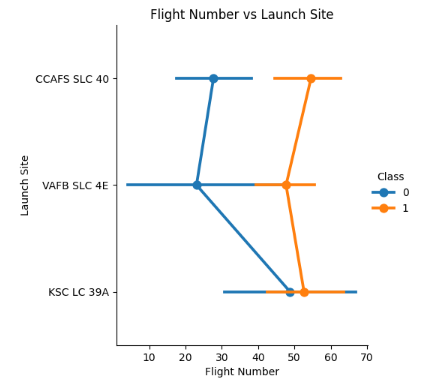 Flight Number vs Launch Site
CCAFS SLC 40
VAFB SLC 4E
KSC LC 39A
Launch Site
10 20 30 40 50 60 70
Flight Number
Class
0
1